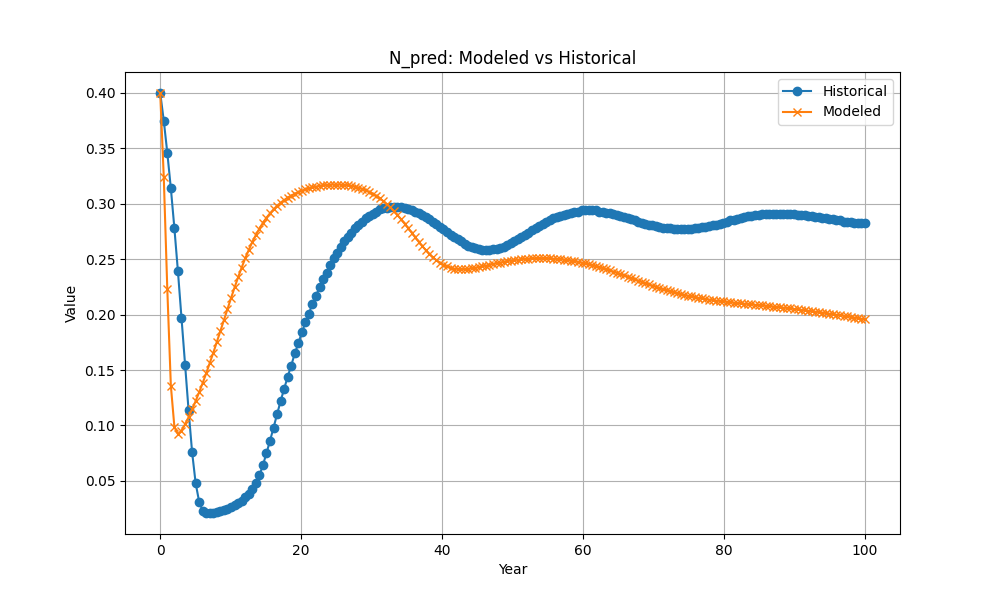 N_pred: Modeled vs Historical
Historical
Modeled
0.40
0.35
0.30
0.25
0.20
0.15
0.10
0.05
Value
0 20 40 60 80 100
Year